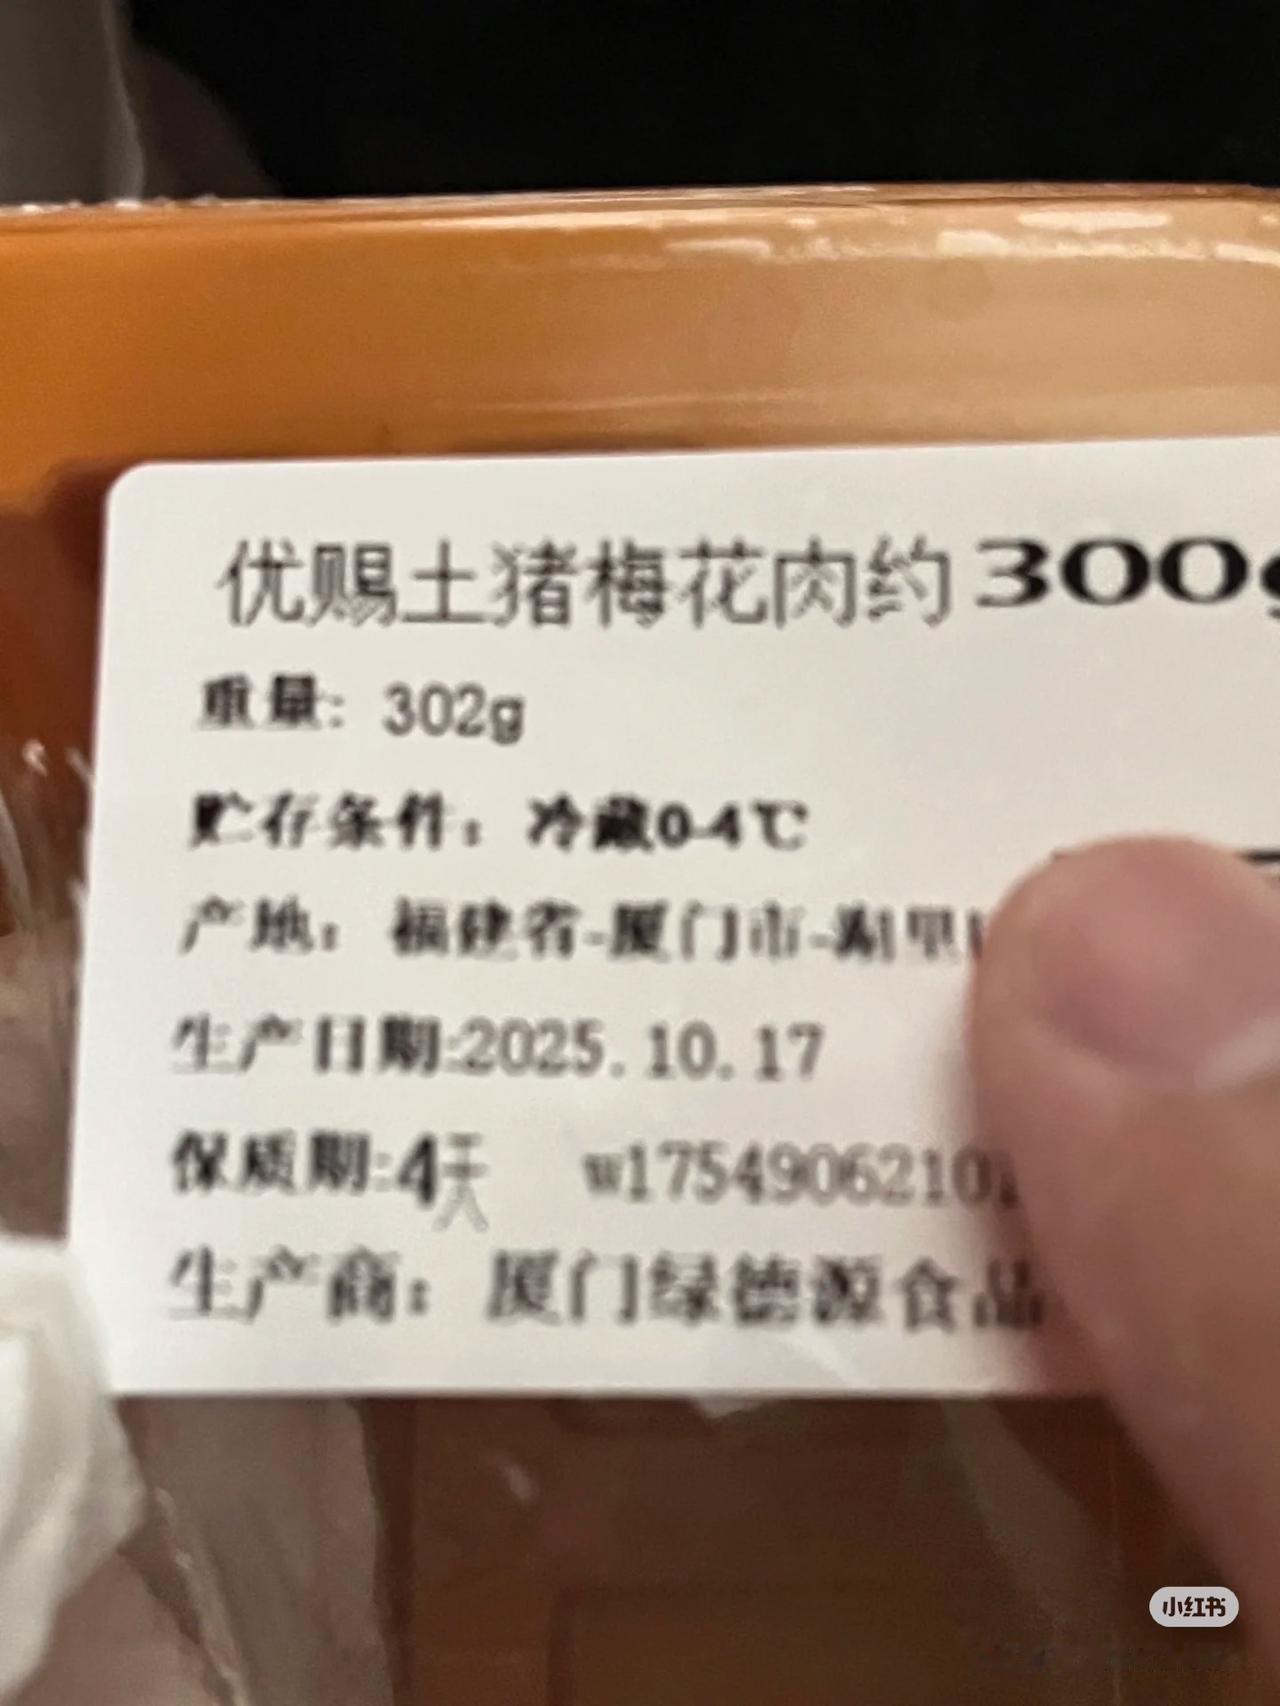 优赐土猪梅花肉约300g
重量: 302g
贮存条件: 冷藏0-4℃
产地: 福建省-厦门市-湖里
生产日期:2025.10.17
保质期:4天 w1754906210
生产商: 厦门绿德源食品
小红书